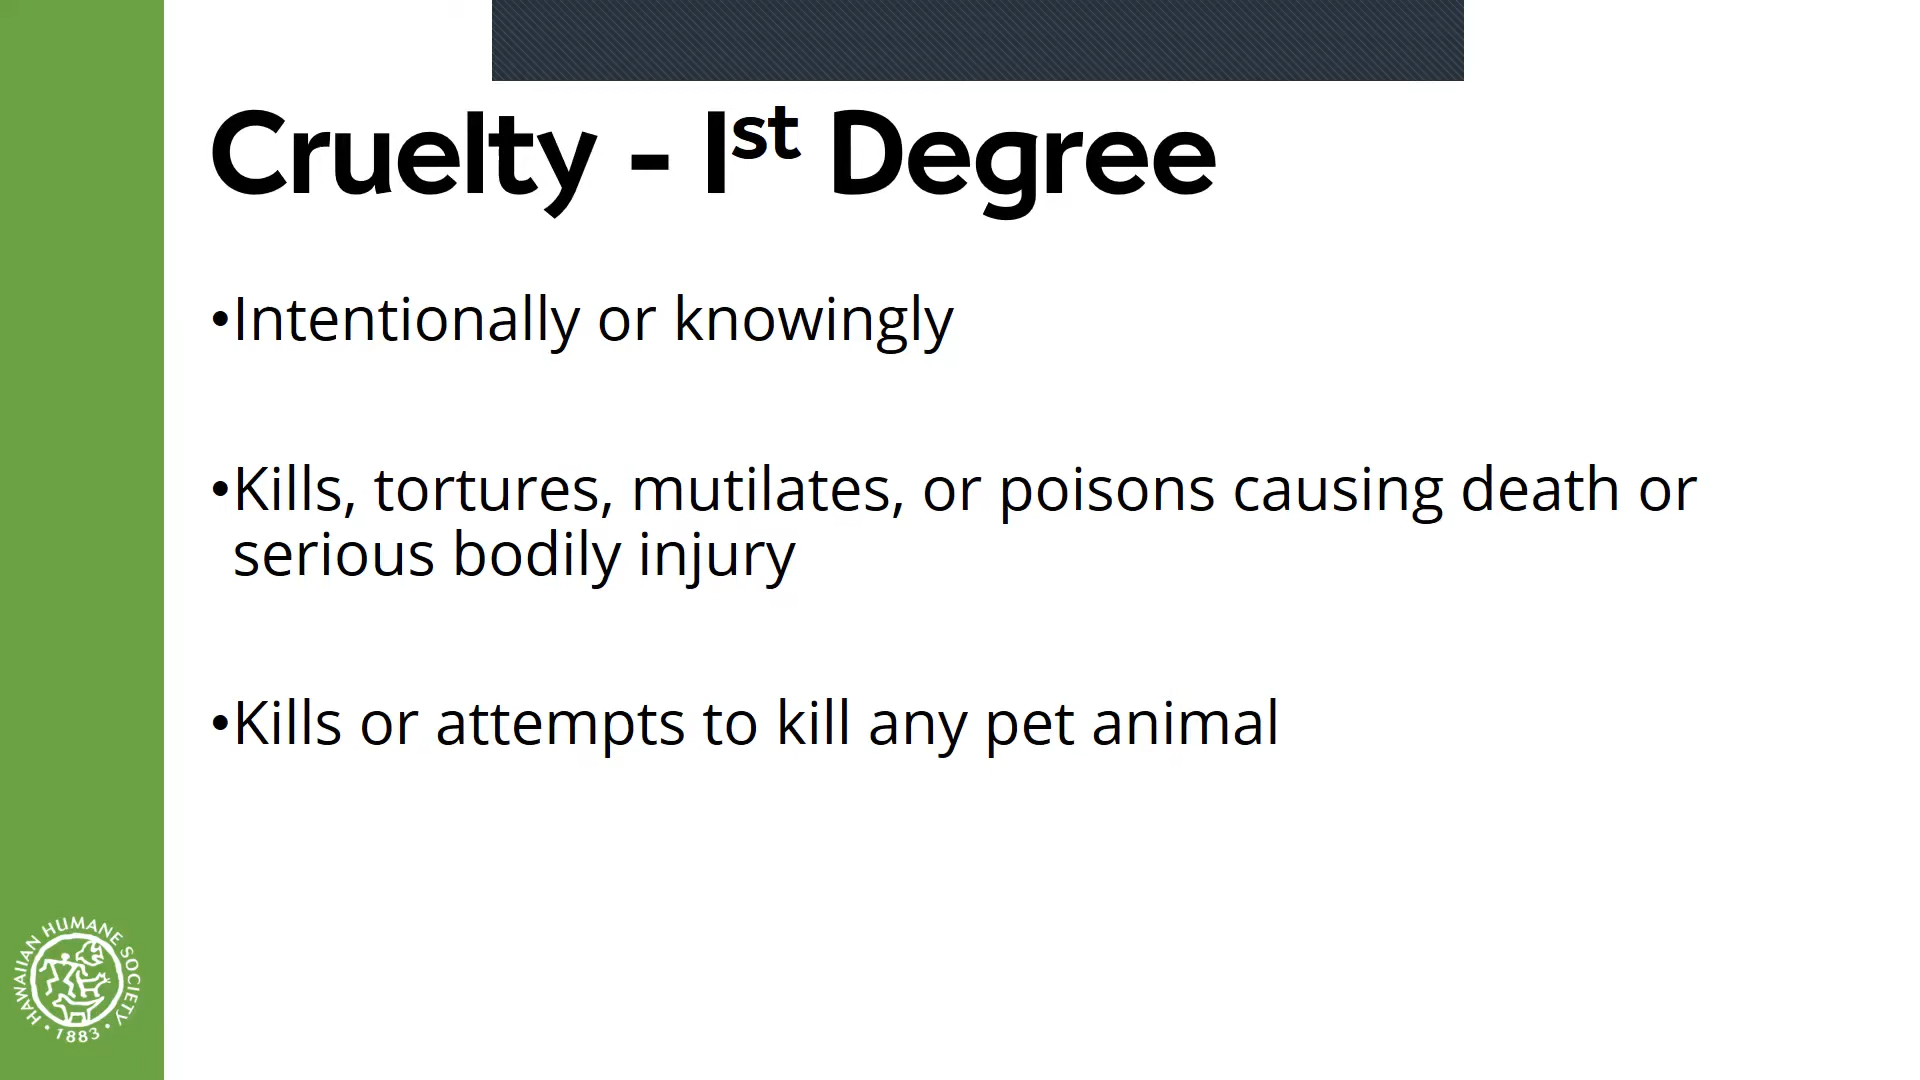 Cruelty - 1st Degree
•Intentionally or knowingly
•Kills, tortures, mutilates, or poisons causing death or
serious bodily injury
•Kills or attempts to kill any pet animal
HAWAIIAN HUMANE SOCIETY
• 1883 •